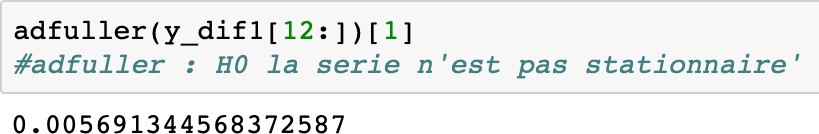 adfuller(y_dif1[12:])[1]
#adfuller : H0 la serie n'est pas stationnaire'
0.005691344568372587